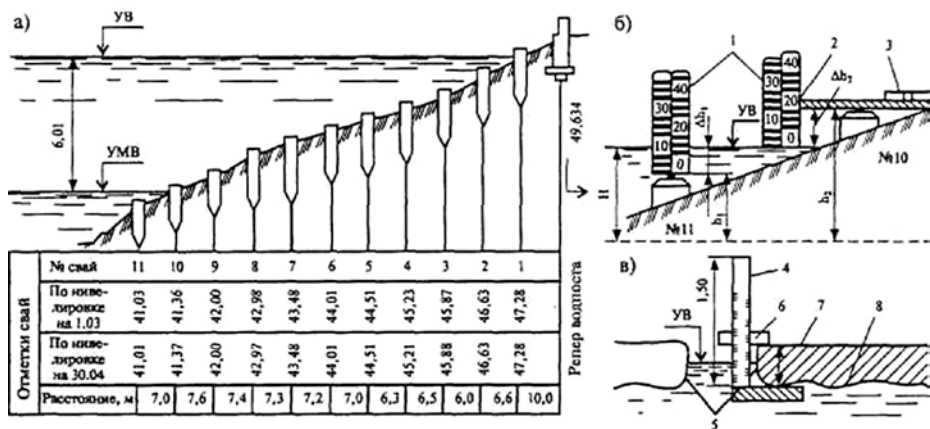 а)
УВ
6,01
УМВ
49,634
Репер водпоста
Отметки свай
№ свай 11 10 9 8 7 6 5 4 3 2 1
По ниве-
лировке
на 1.03
41,03 41,36 42,00 42,98 43,48 44,01 44,51 45,23 45,87 46,63 47,28
По ниве-
лировке
на 30.04
41,01 41,37 42,00 42,97 43,48 44,01 44,51 45,21 45,88 46,63 47,28
Расстояние, м 7,0 7,6 7,4 7,3 7,2 7,0 6,3 6,5 6,0 6,6 10,0
б)
1 2 3
40 30 20 10 0
40 30 20 10 0
Δh₁ УВ Δh₂
№10
H h₁ h₂
№11
в)
4
1,50
УВ 6 7 8
5